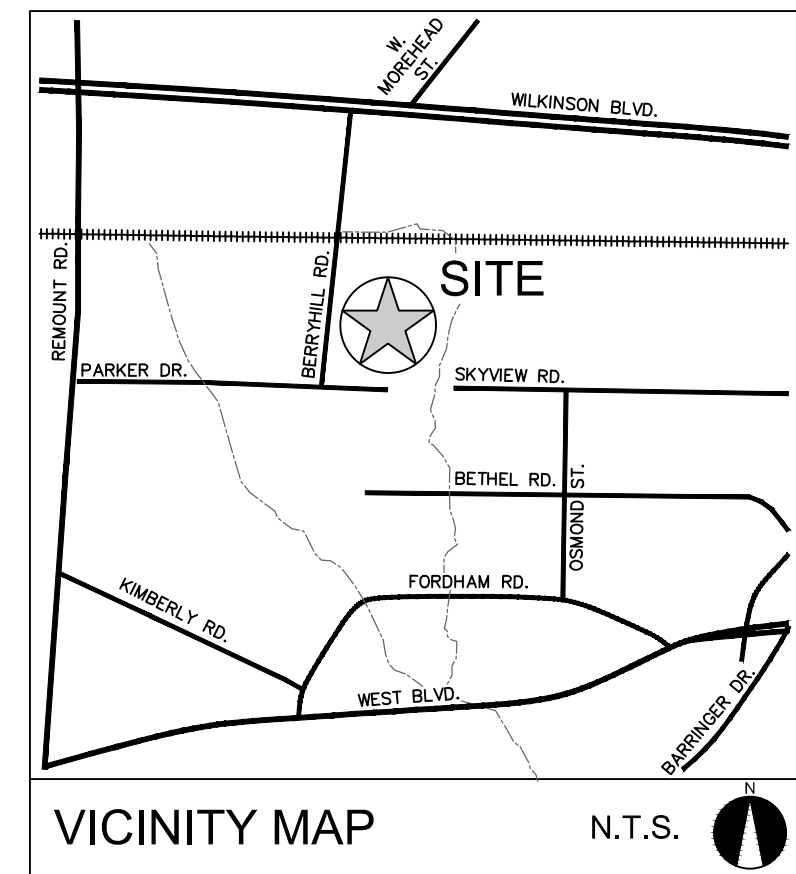 W.
MOREHEAD
ST.
WILKINSON BLVD.
REMOUNT RD.
BERRYHILL RD.
SITE
PARKER DR.
SKYVIEW RD.
BETHEL RD.
OSMOND ST.
FORDHAM RD.
KIMBERLY RD.
WEST BLVD.
BARRINGER DR.
VICINITY MAP
N.T.S.
N